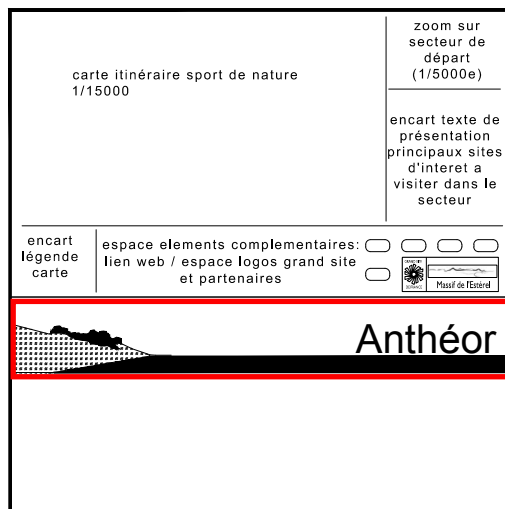 carte itinéraire sport de nature
1/15000
zoom sur
secteur de
départ
(1/5000e)
encart texte de
présentation
principaux sites
d'interet a
visiter dans le
secteur
encart
légende
carte
espace elements complementaires:
lien web / espace logos grand site
et partenaires
Massif de l'Estérel
Anthéor